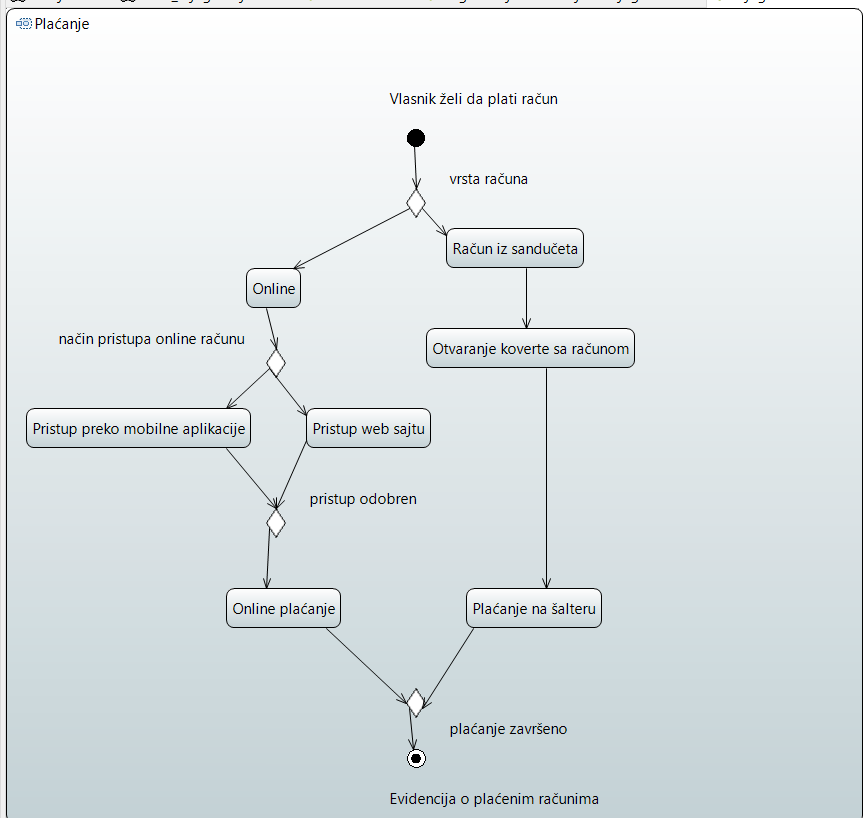 Plaćanje
Vlasnik želi da plati račun
vrsta računa
Račun iz sandučeta
Online
način pristupa online računu
Otvaranje koverte sa računom
Pristup preko mobilne aplikacije
Pristup web sajtu
pristup odobren
Online plaćanje
Plaćanje na šalteru
plaćanje završeno
Evidencija o plaćenim računima